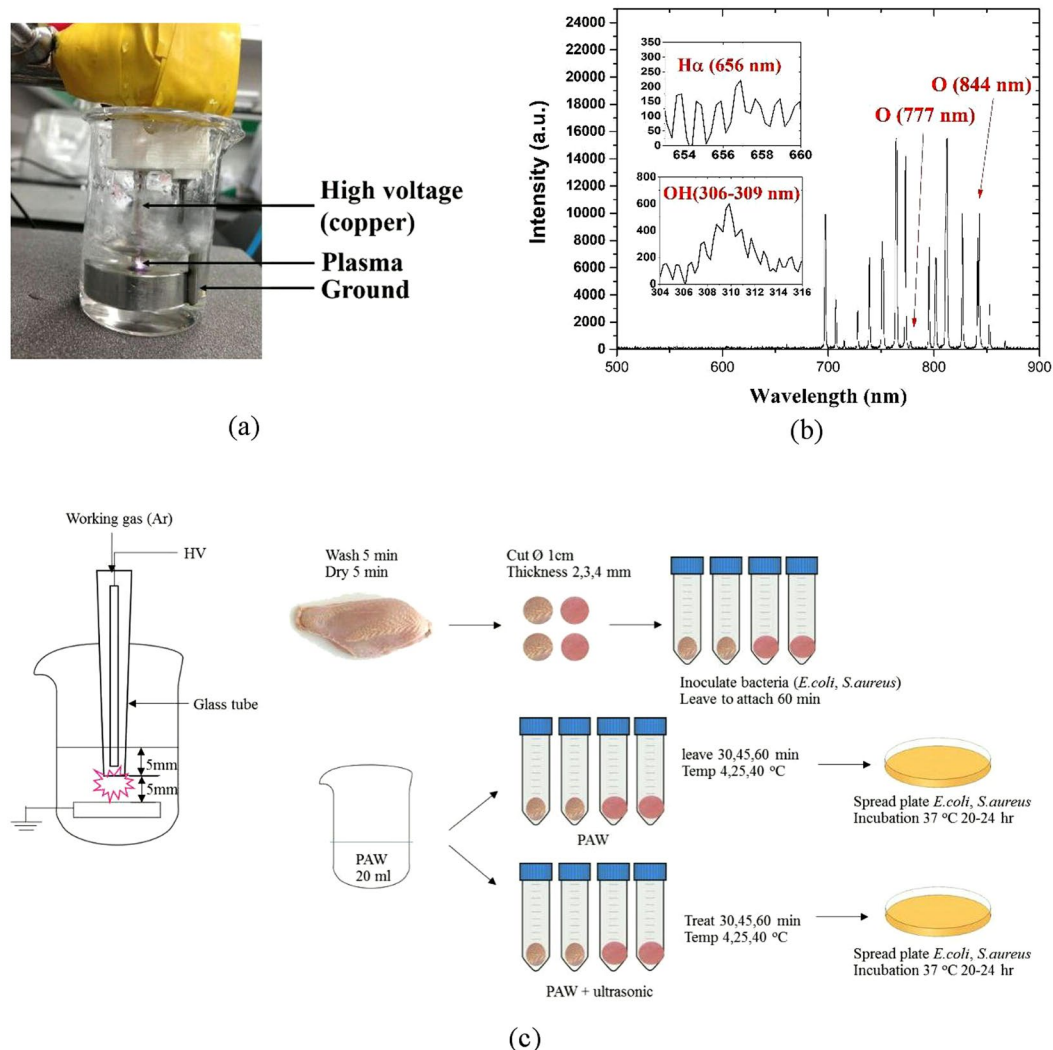 High voltage
(copper)
Plasma
Ground
(a)
24000
22000
20000
18000
16000
14000
12000
10000
8000
6000
4000
2000
0
Intensity (a.u.)
500
600
700
800
900
Wavelength (nm)
350
300
250
200
150
100
50
0
Hα (656 nm)
654
656
658
660
800
600
400
200
0
OH(306-309 nm)
304
306
308
310
312
314
316
O (777 nm)
O (844 nm)
(b)
Working gas (Ar)
HV
Glass tube
5mm
5mm
Wash 5 min
Dry 5 min
Cut Ø 1cm
Thickness 2,3,4 mm
Inoculate bacteria (E.coli, S.aureus)
Leave to attach 60 min
PAW
20 ml
PAW
leave 30,45,60 min
Temp 4,25,40 °C
Spread plate E.coli, S.aureus
Incubation 37 °C 20-24 hr
PAW + ultrasonic
Treat 30,45,60 min
Temp 4,25,40 °C
Spread plate E.coli, S.aureus
Incubation 37 °C 20-24 hr
(c)